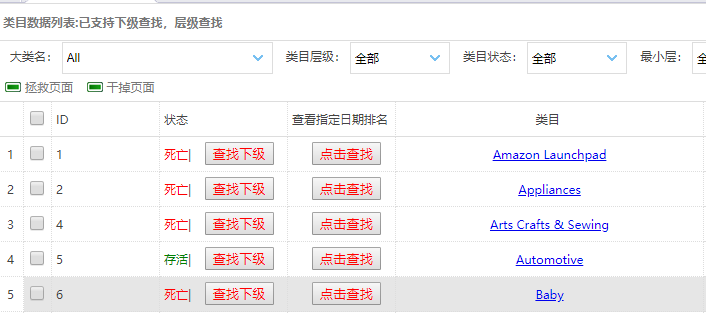 类目数据列表:已支持下级查找，层级查找
大类名： All 类目层级： 全部 类目状态： 全部 最小层：
拯救页面 干掉页面
ID 状态 查看指定日期排名 类目
1 1 死亡| 查找下级 点击查找 Amazon Launchpad
2 2 死亡| 查找下级 点击查找 Appliances
3 4 死亡| 查找下级 点击查找 Arts Crafts & Sewing
4 5 存活| 查找下级 点击查找 Automotive
5 6 死亡| 查找下级 点击查找 Baby